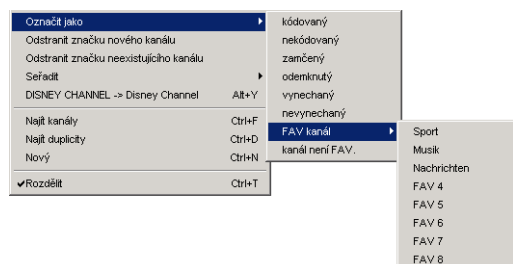 Označit jako
Odstranit značku nového kanálu
Odstranit značku neexistujícího kanálu
Seřadit
DISNEY CHANNEL -> Disney Channel Alt+Y
Najít kanály Ctrl+F
Najít duplicity Ctrl+D
Nový Ctrl+N
Rozdělit Ctrl+T
kódovaný
nekódovaný
zamčený
odemknutý
vynechaný
nevynechaný
FAV kanál
kanál není FAV.
Sport
Musik
Nachrichten
FAV 4
FAV 5
FAV 6
FAV 7
FAV 8